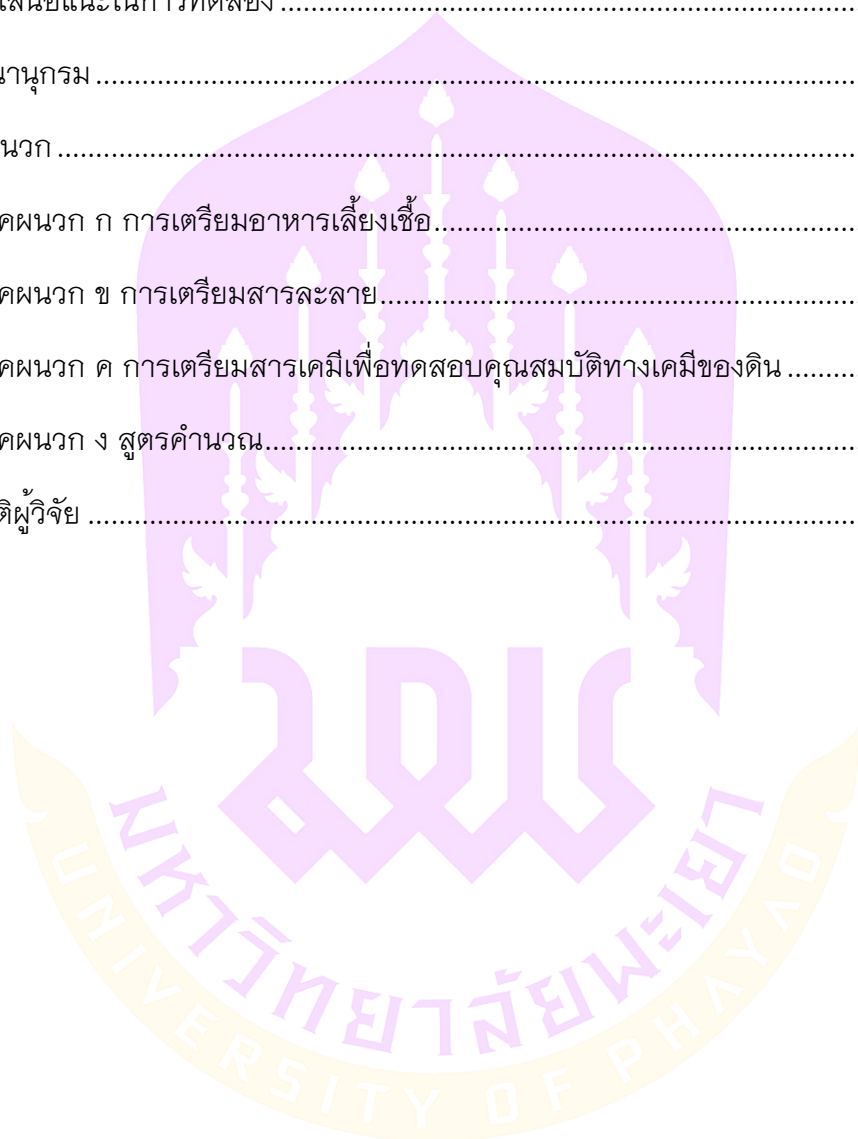 เสนอแนะในการทดลอง
นานุกรม
นวก
คผนวก ก การเตรียมอาหารเลี้ยงเชื้อ
คผนวก ข การเตรียมสารละลาย
คผนวก ค การเตรียมสารเคมีเพื่อทดสอบคุณสมบัติทางเคมีของดิน
คผนวก ง สูตรคำนวณ
ติผู้วิจัย
มหาวิทยาลัยพะเยา
UNIVERSITY OF PHAYAO